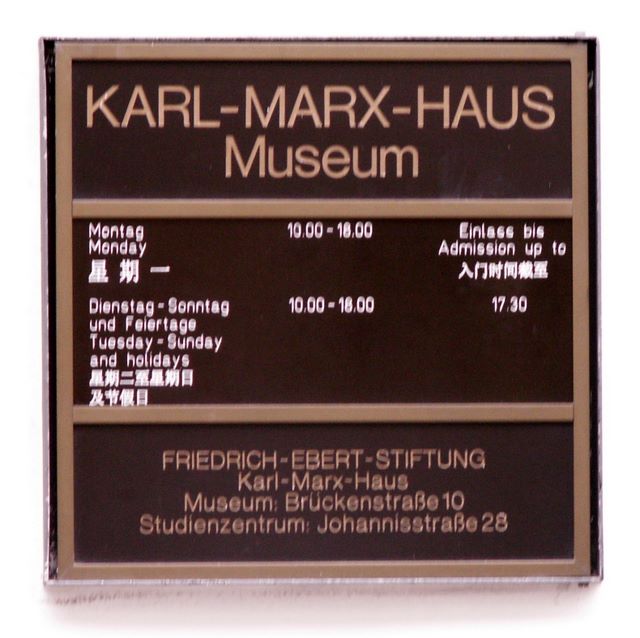 KARL-MARX-HAUS
Museum
Montag 10.00-18.00 Einlass bis
Monday Admission up to
星期一 入门时间截至
Dienstag-Sonntag 10.00-18.00 17.30
und Feiertage
Tuesday-Sunday
and holidays
星期二至星期日
及节假日
FRIEDRICH-EBERT-STIFTUNG
Karl-Marx-Haus
Museum: Brückenstraße 10
Studienzentrum: Johannisstraße 28